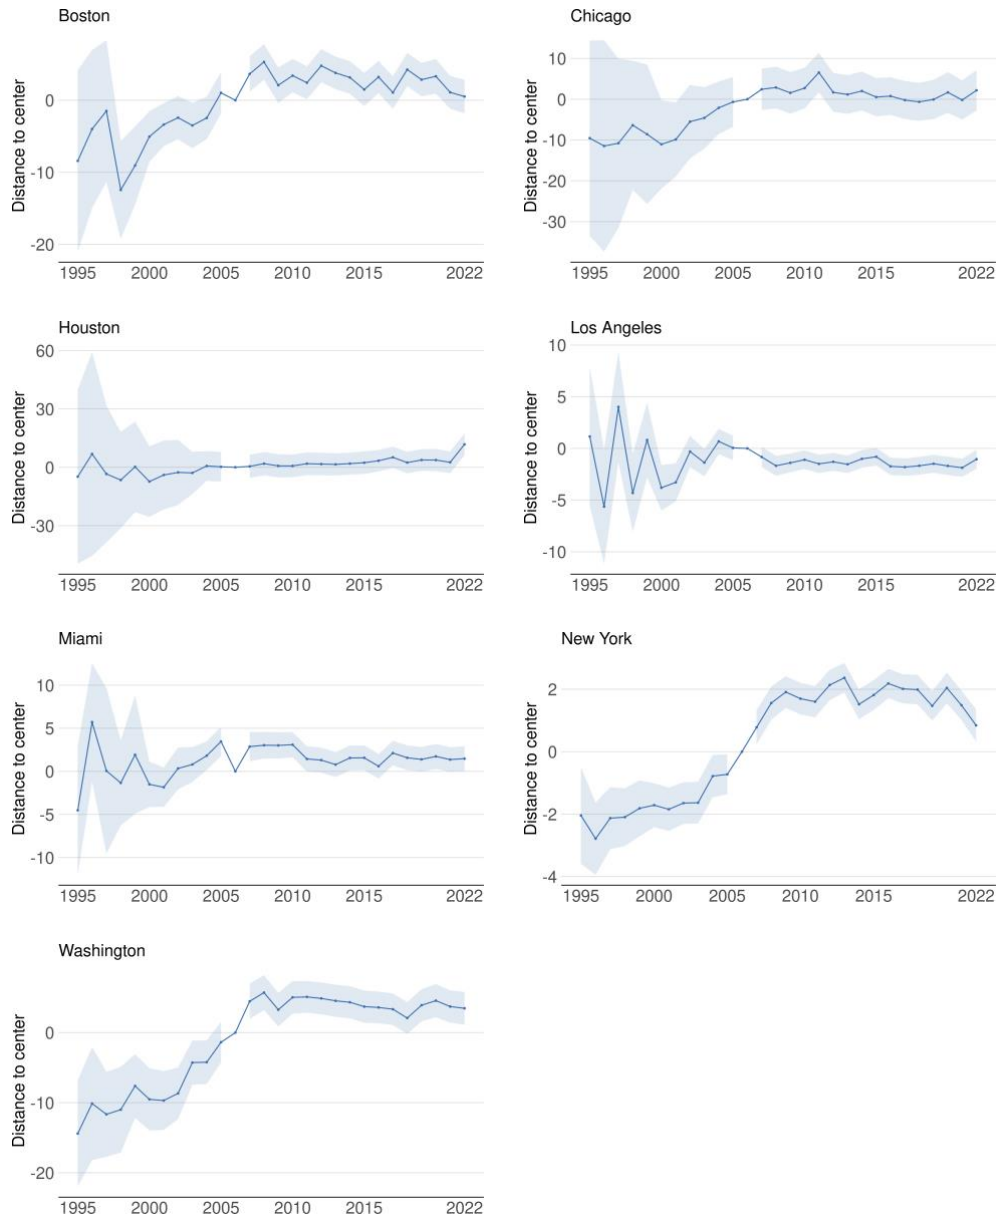 Boston
Distance to center
0
-10
-20
1995 2000 2005 2010 2015 2022
Chicago
Distance to center
10
0
-10
-20
-30
1995 2000 2005 2010 2015 2022
Houston
Distance to center
60
30
0
-30
1995 2000 2005 2010 2015 2022
Los Angeles
Distance to center
10
5
0
-5
-10
1995 2000 2005 2010 2015 2022
Miami
Distance to center
10
5
0
-5
-10
1995 2000 2005 2010 2015 2022
New York
Distance to center
2
0
-2
-4
1995 2000 2005 2010 2015 2022
Washington
Distance to center
0
-10
-20
1995 2000 2005 2010 2015 2022